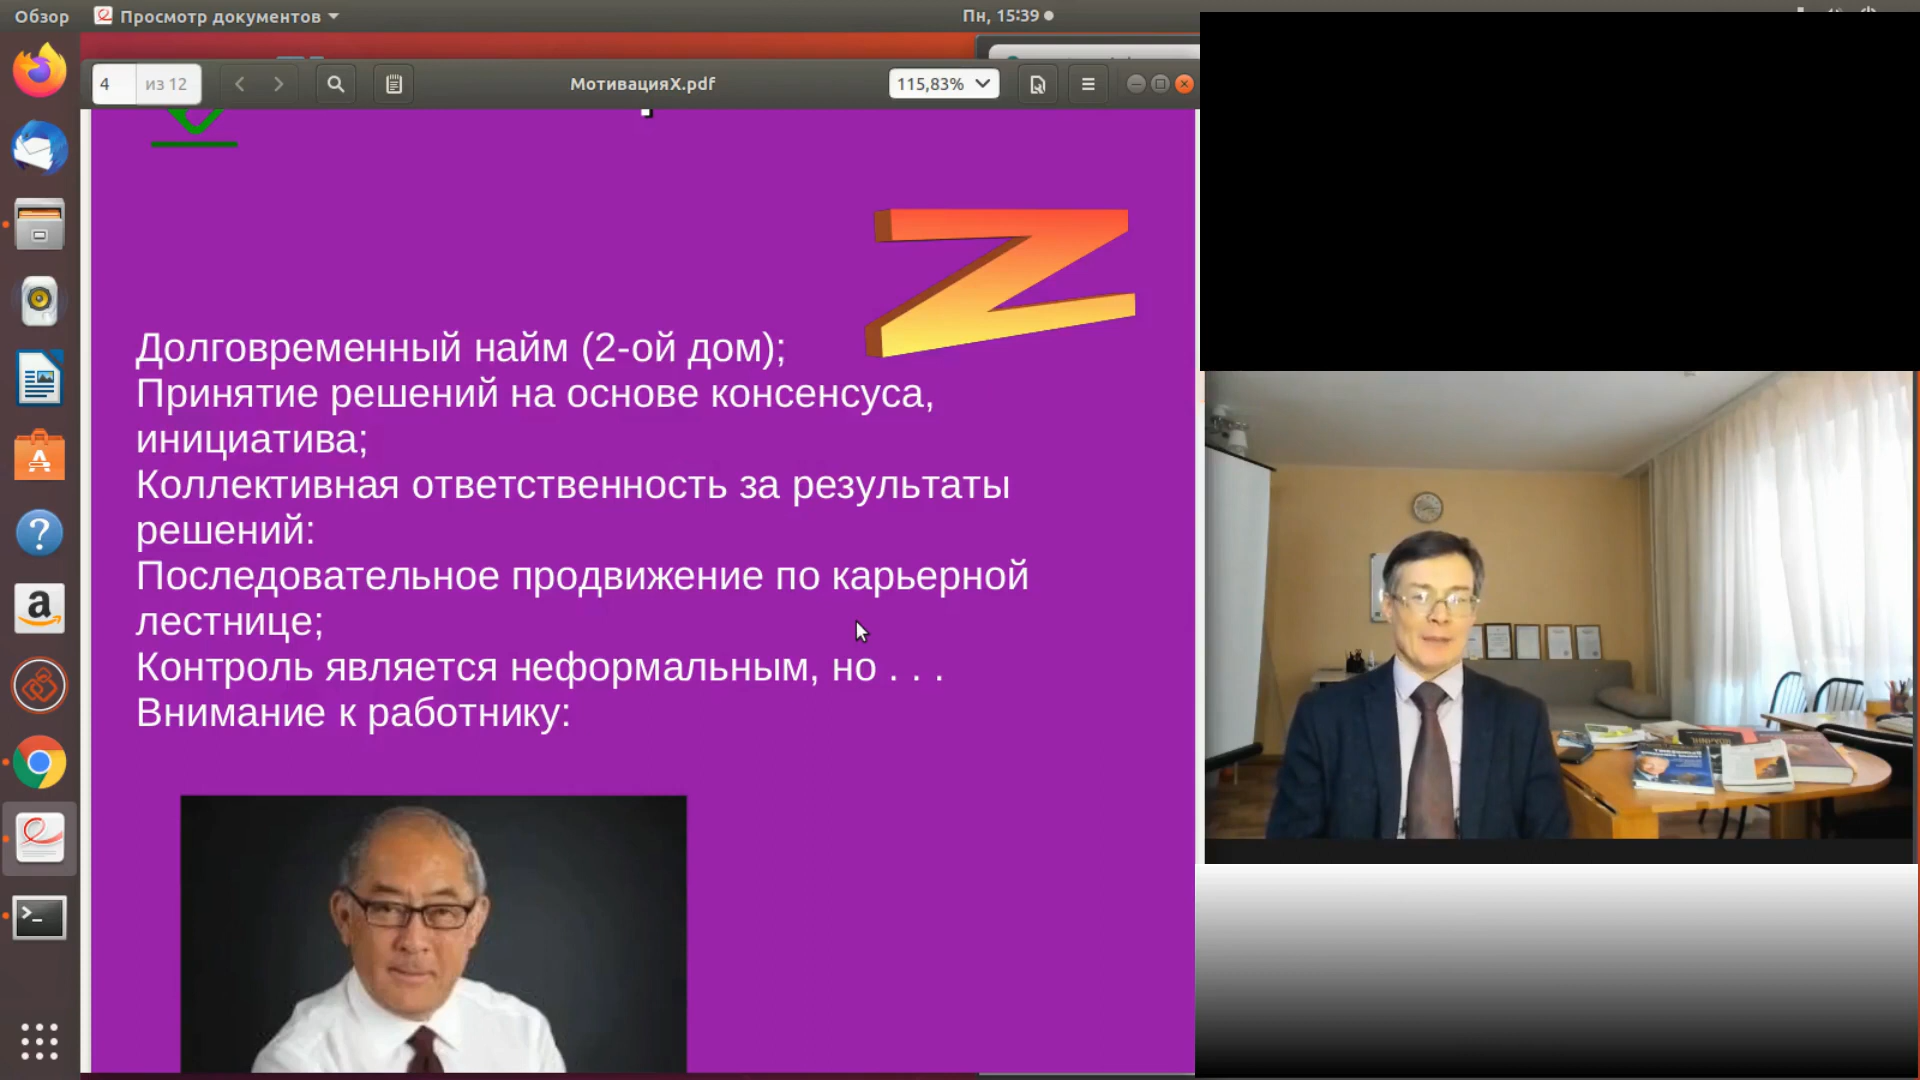 Обзор
Просмотр документов
Пн, 15:39
4
из 12
МотивацияX.pdf
115,83%
Z
Долговременный найм (2-ой дом);
Принятие решений на основе консенсуса,
инициатива;
Коллективная ответственность за результаты
решений:
Последовательное продвижение по карьерной
лестнице;
Контроль является неформальным, но . . .
Внимание к работнику: